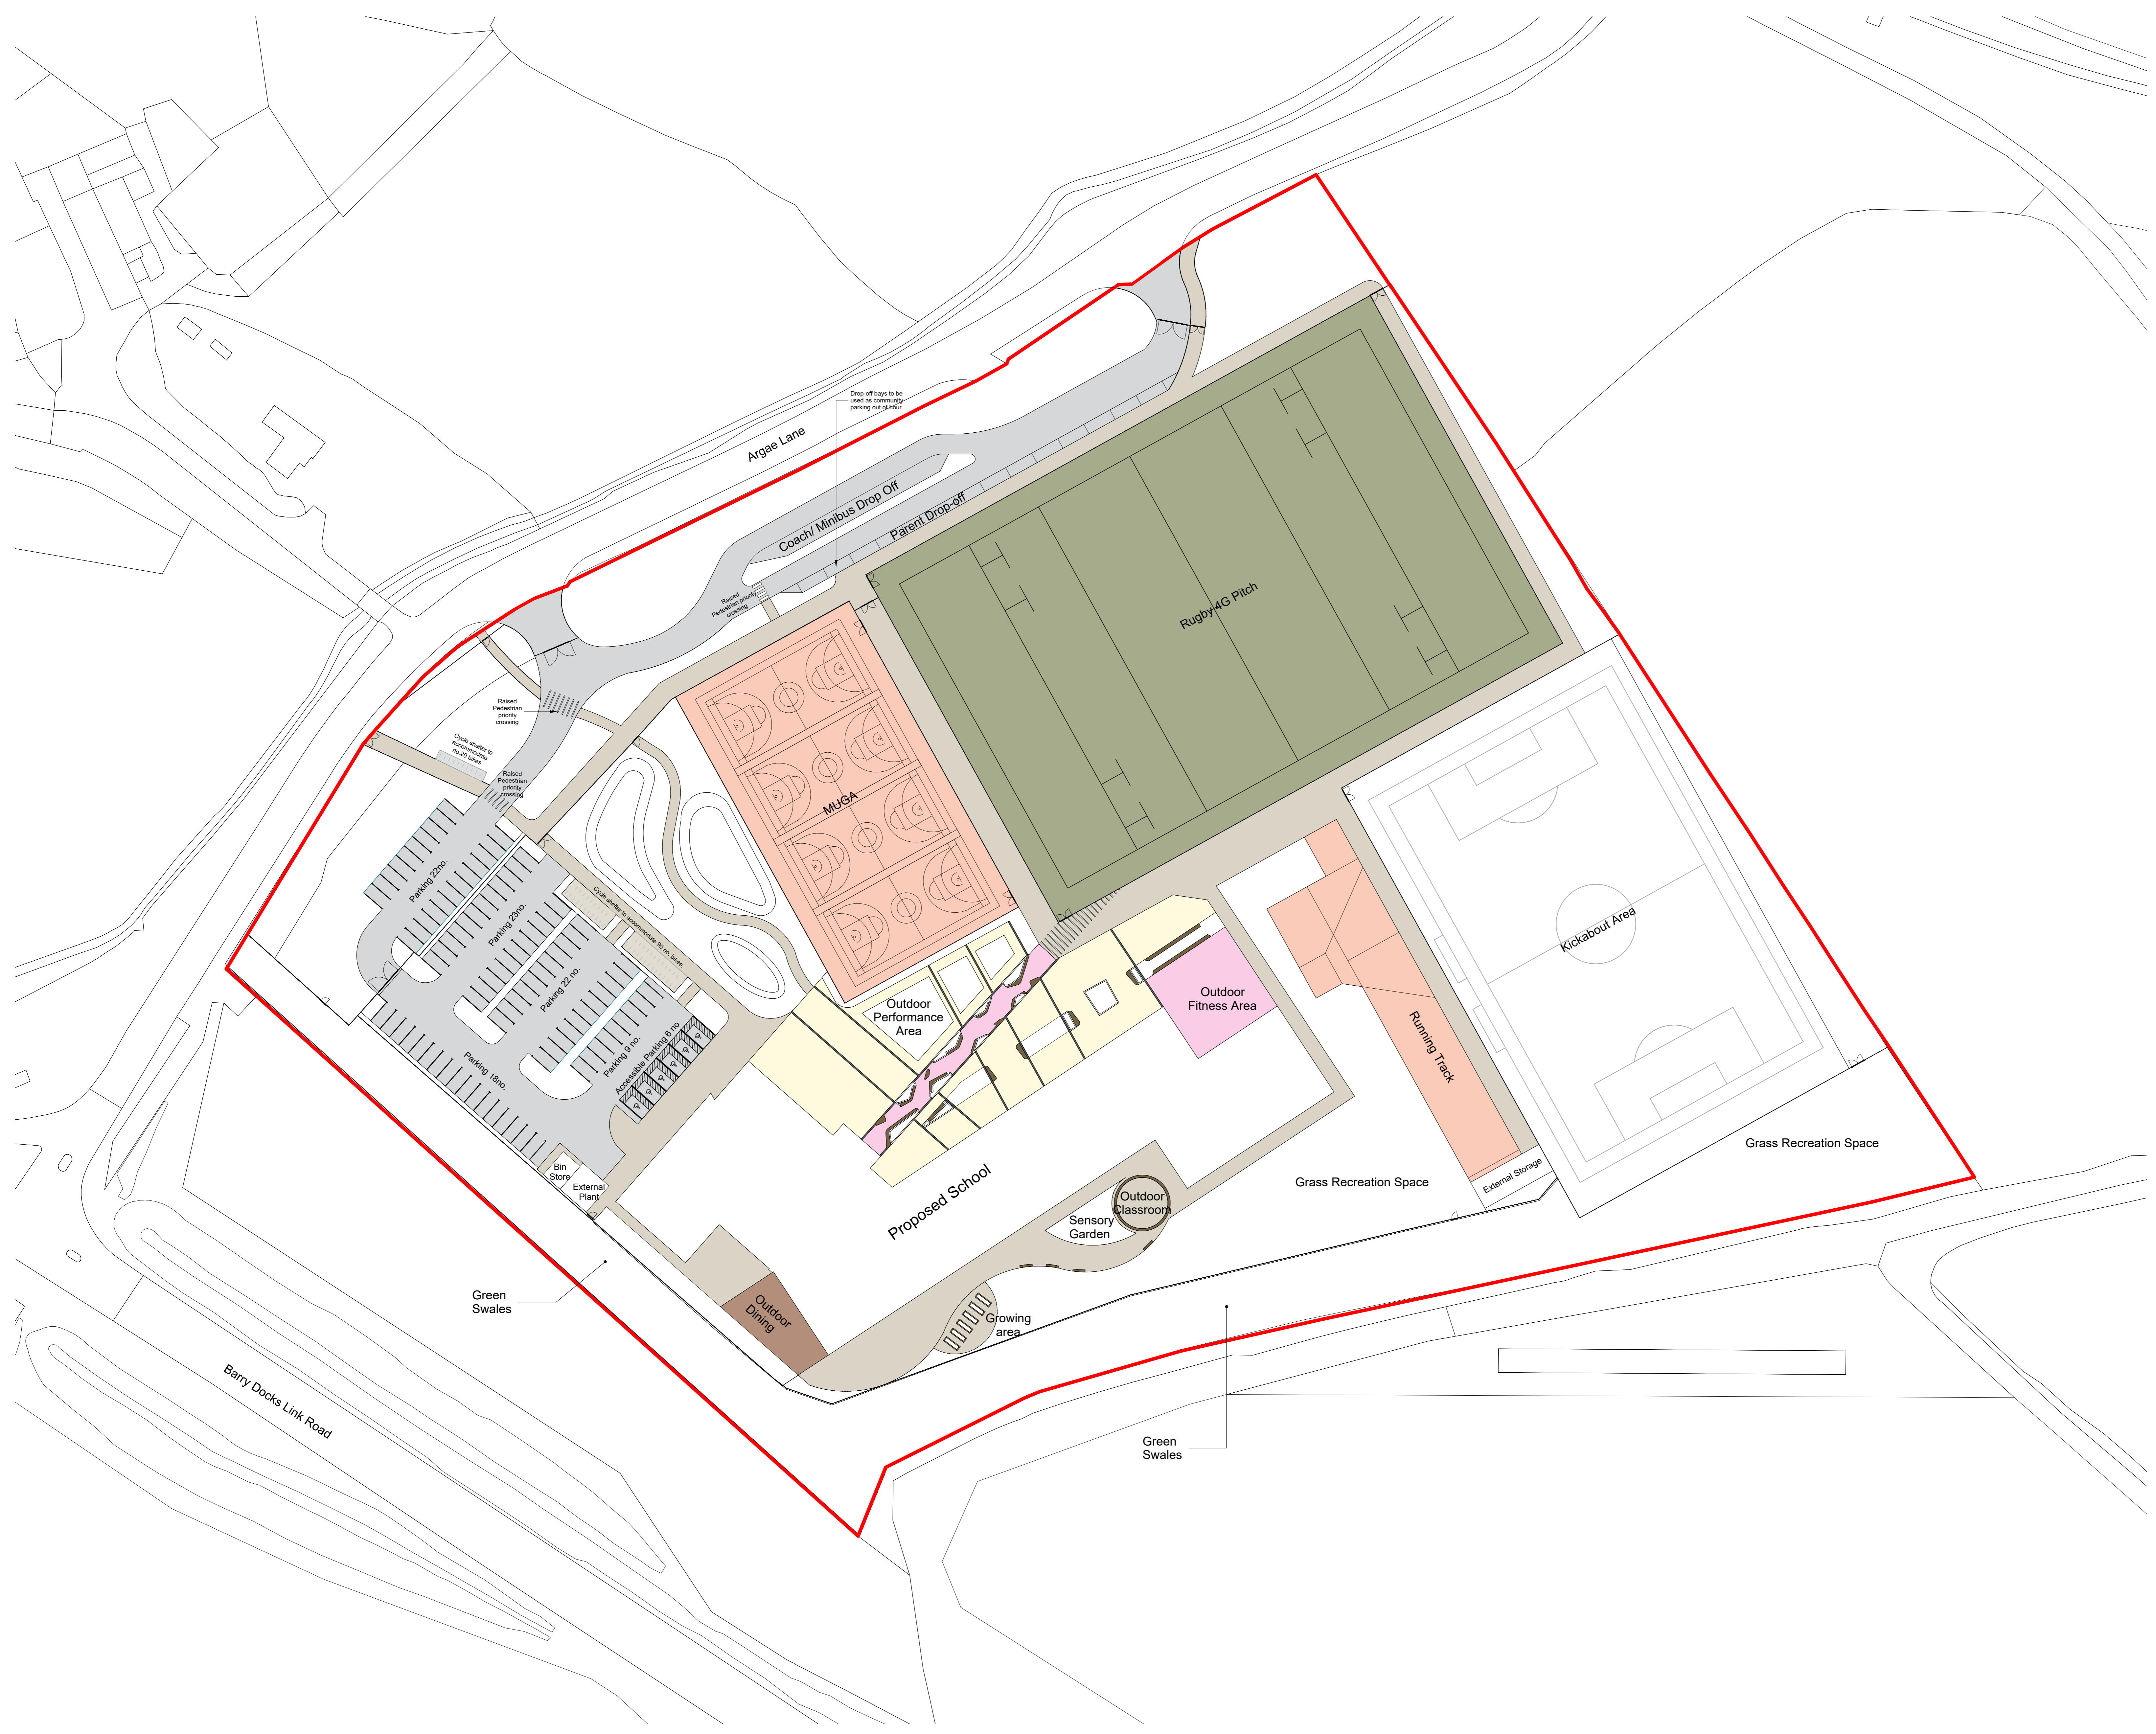 Drop-off bays to be
used as community
parking out of hour.
Argae Lane
Coach/ Minibus Drop Off
Parent Drop-off
Raised
Pedestrian priority
crossing
Rugby 4G Pitch
Raised
Pedestrian
priority
crossing
Cycle shelter to
accommodate
no.20 bikes
Raised
Pedestrian
priority
crossing
MUGA
Parking 22no.
Parking 23no.
Cycle shelter to accommodate 90 no. bikes.
Kickabout Area
Parking 22 no.
Outdoor
Performance
Area
Outdoor
Fitness Area
Parking 9 no.
Accessible Parking 6 no
Parking 18no.
Running Track
Grass Recreation Space
Bin
Store
External
Plant
Proposed School
Outdoor
Classroom
Sensory
Garden
Grass Recreation Space
External Storage
Green
Swales
Outdoor
Dining
Growing
area
Barry Docks Link Road
Green
Swales